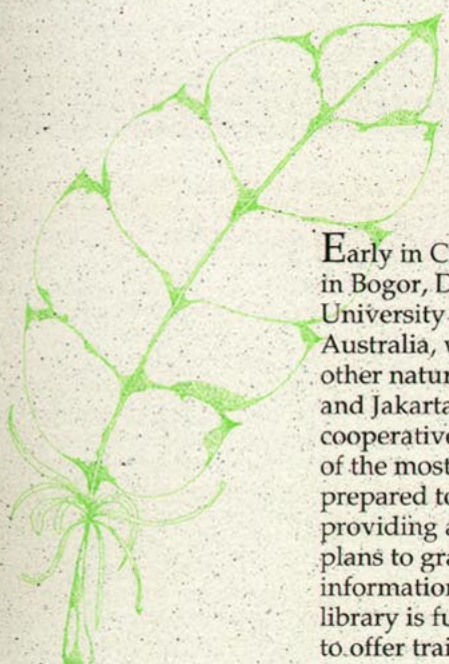 Early in C
in Bogor, D
University
Australia, w
other natur
and Jakarta
cooperative
of the most
prepared to
providing a
plans to gra
information
library is fu
to offer trai